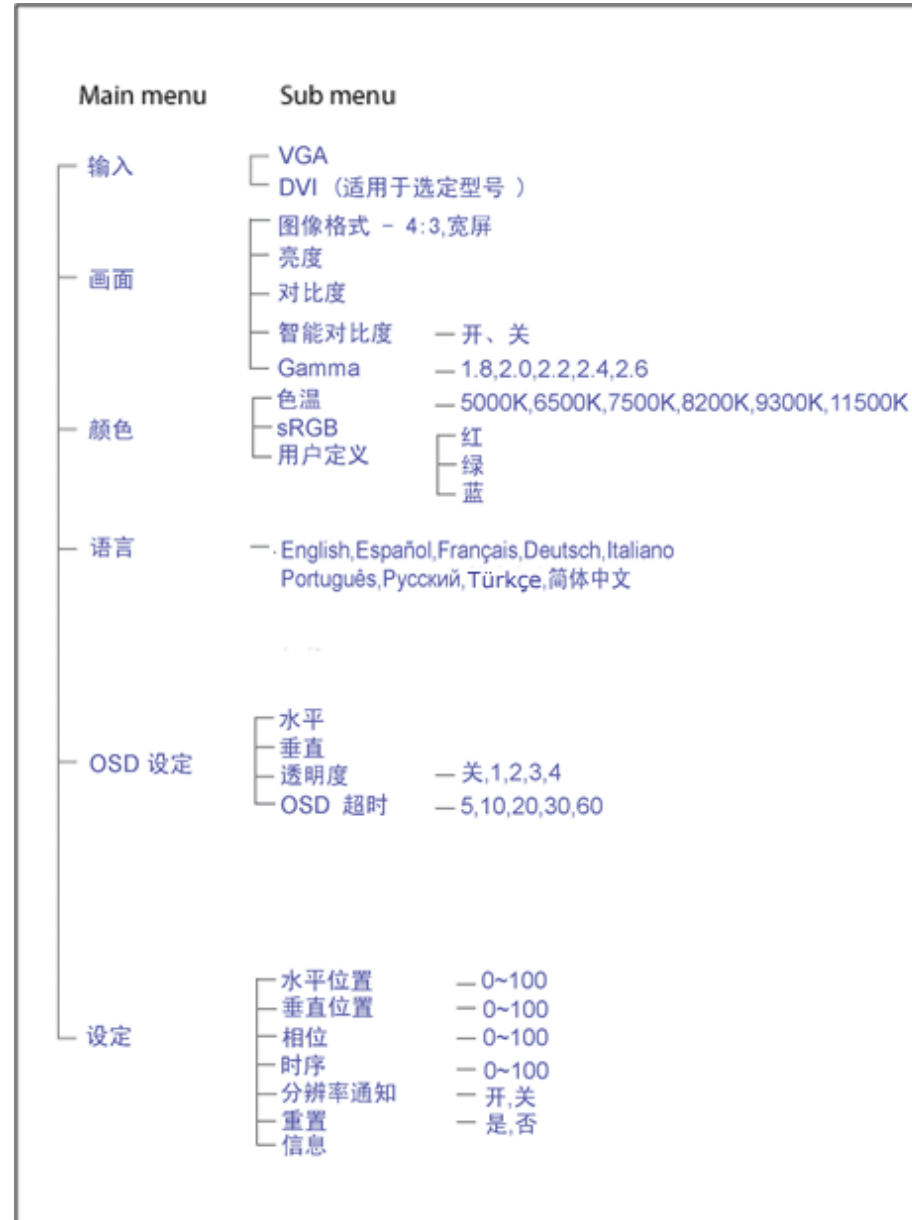 Main menu Sub menu
输入
VGA
DVI （适用于选定型号 ）
画面
图像格式 - 4:3,宽屏
亮度
对比度
智能对比度 — 开、关
Gamma — 1.8,2.0,2.2,2.4,2.6
颜色
色温 — 5000K,6500K,7500K,8200K,9300K,11500K
sRGB
用户定义
红
绿
蓝
语言
English,Español,Français,Deutsch,Italiano
Português,Русский,Türkçe,简体中文
OSD 设定
水平
垂直
透明度 — 关,1,2,3,4
OSD 超时 — 5,10,20,30,60
设定
水平位置 — 0~100
垂直位置 — 0~100
相位 — 0~100
时序 — 0~100
分辨率通知 — 开,关
重置 — 是,否
信息